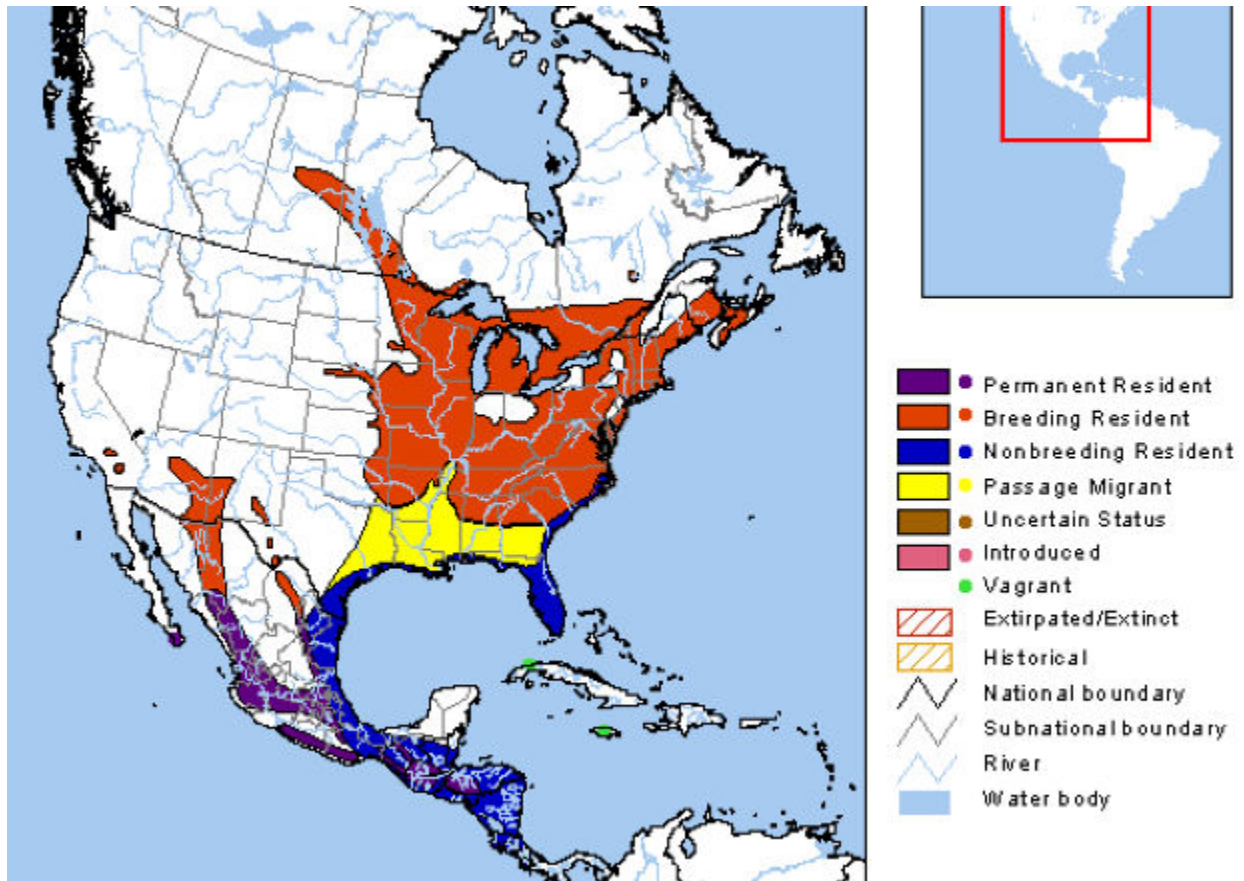 Permanent Resident
Breeding Resident
Nonbreeding Resident
Passage Migrant
Uncertain Status
Introduced
Vagrant
Extirpated/Extinct
Historical
National boundary
Subnational boundary
River
Water body